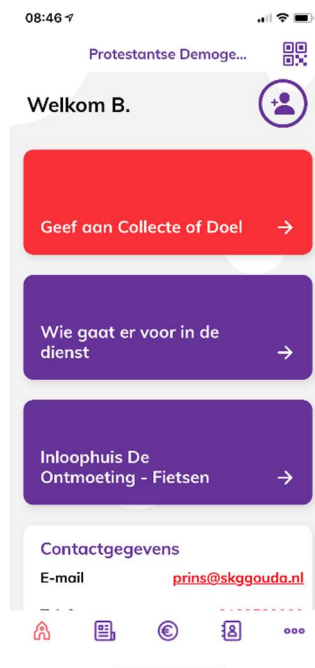 08:46
Protestantse Demoge...
Welkom B.
Geef aan Collecte of Doel
Wie gaat er voor in de
dienst
Inloophuis De
Ontmoeting - Fietsen
Contactgegevens
E-mail prins@skggouda.nl